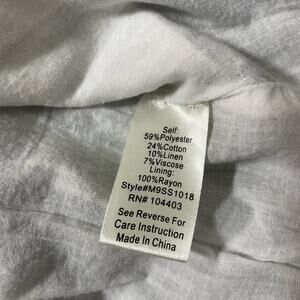 Self:
59%Polyester
24%Cotton
10%Linen
7%Viscose
Lining:
100%Rayon
Style#M9SS1018
RN# 104403
See Reverse For
Care Instruction
Made In China